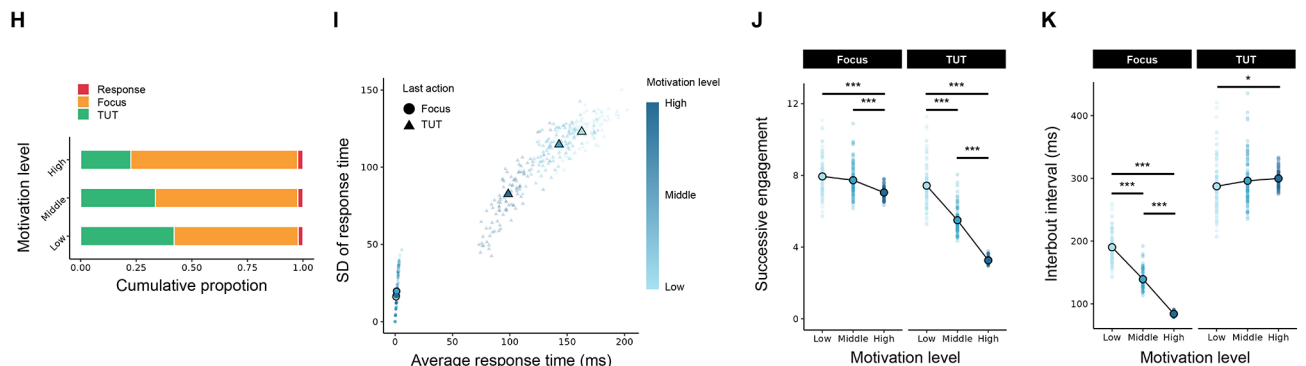 H
Response
Focus
TUT
Motivation level
High
Middle
Low
0.00 0.25 0.50 0.75 1.00
Cumulative propotion
I
Last action
Focus
TUT
Motivation level
High
Middle
Low
SD of response time
150
100
50
0
0 50 100 150 200
Average response time (ms)
J
Focus TUT
*** *** *** *** ***
Successive engagement
12
8
4
0
Low Middle High Low Middle High
Motivation level
K
Focus TUT
*** *** *** *
Interbout interval (ms)
400
300
200
100
Low Middle High Low Middle High
Motivation level